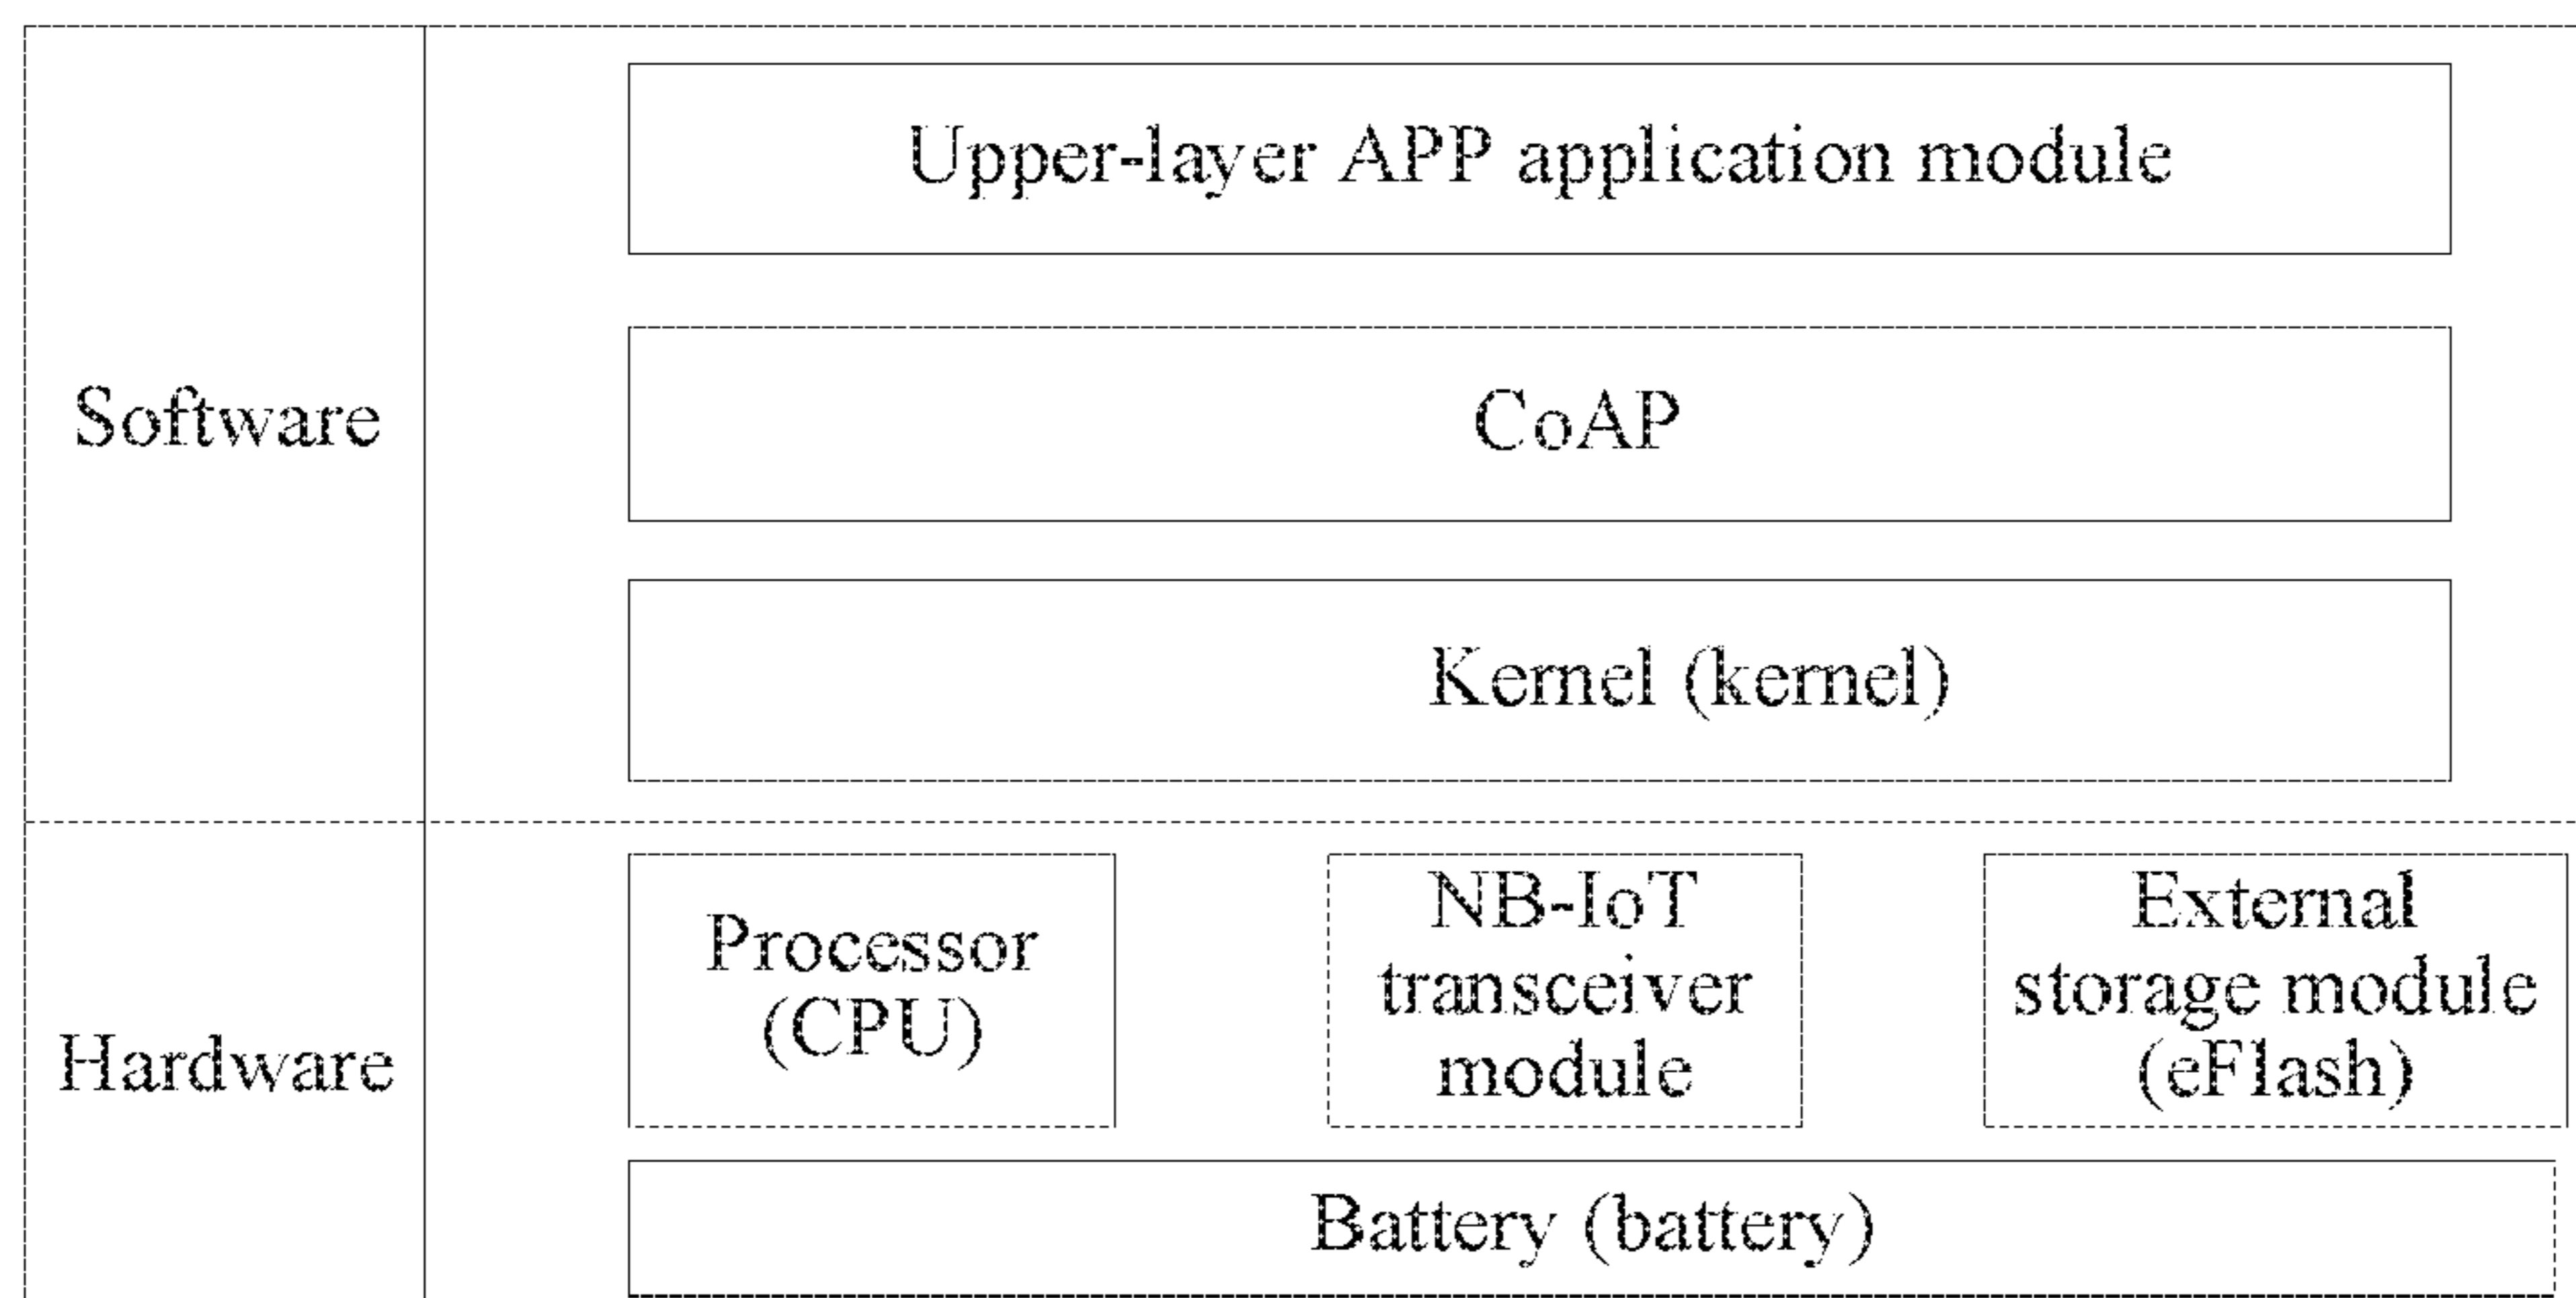 Upper-layer APP application module
Software
CoAP
Kernel (kernel)
Hardware
Processor
(CPU)
NB-IoT
transceiver
module
External
storage module
(eFlash)
Battery (battery)